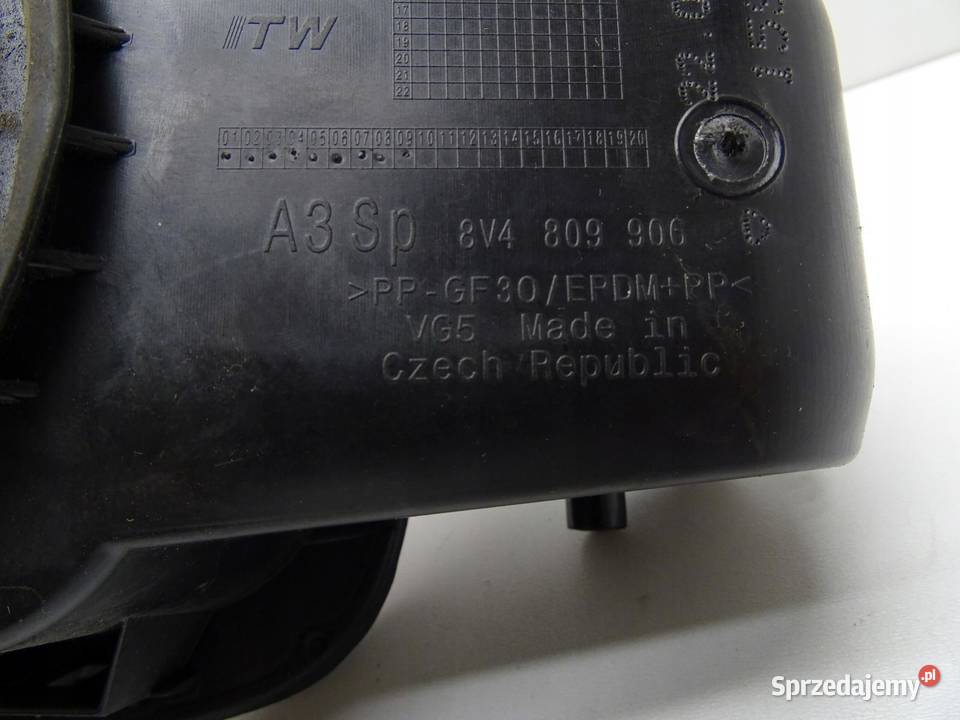 ITW
17
18
19
20
21
22
01 02 03 04 05 06 07 08 09 10 11 12 13 14 15 16 17 18 19 20
A3 Sp 8V4 809 906
>PP-GF30/EPDM+PP<
VG5 Made in
Czech Republic
Sprzedajemy.pl